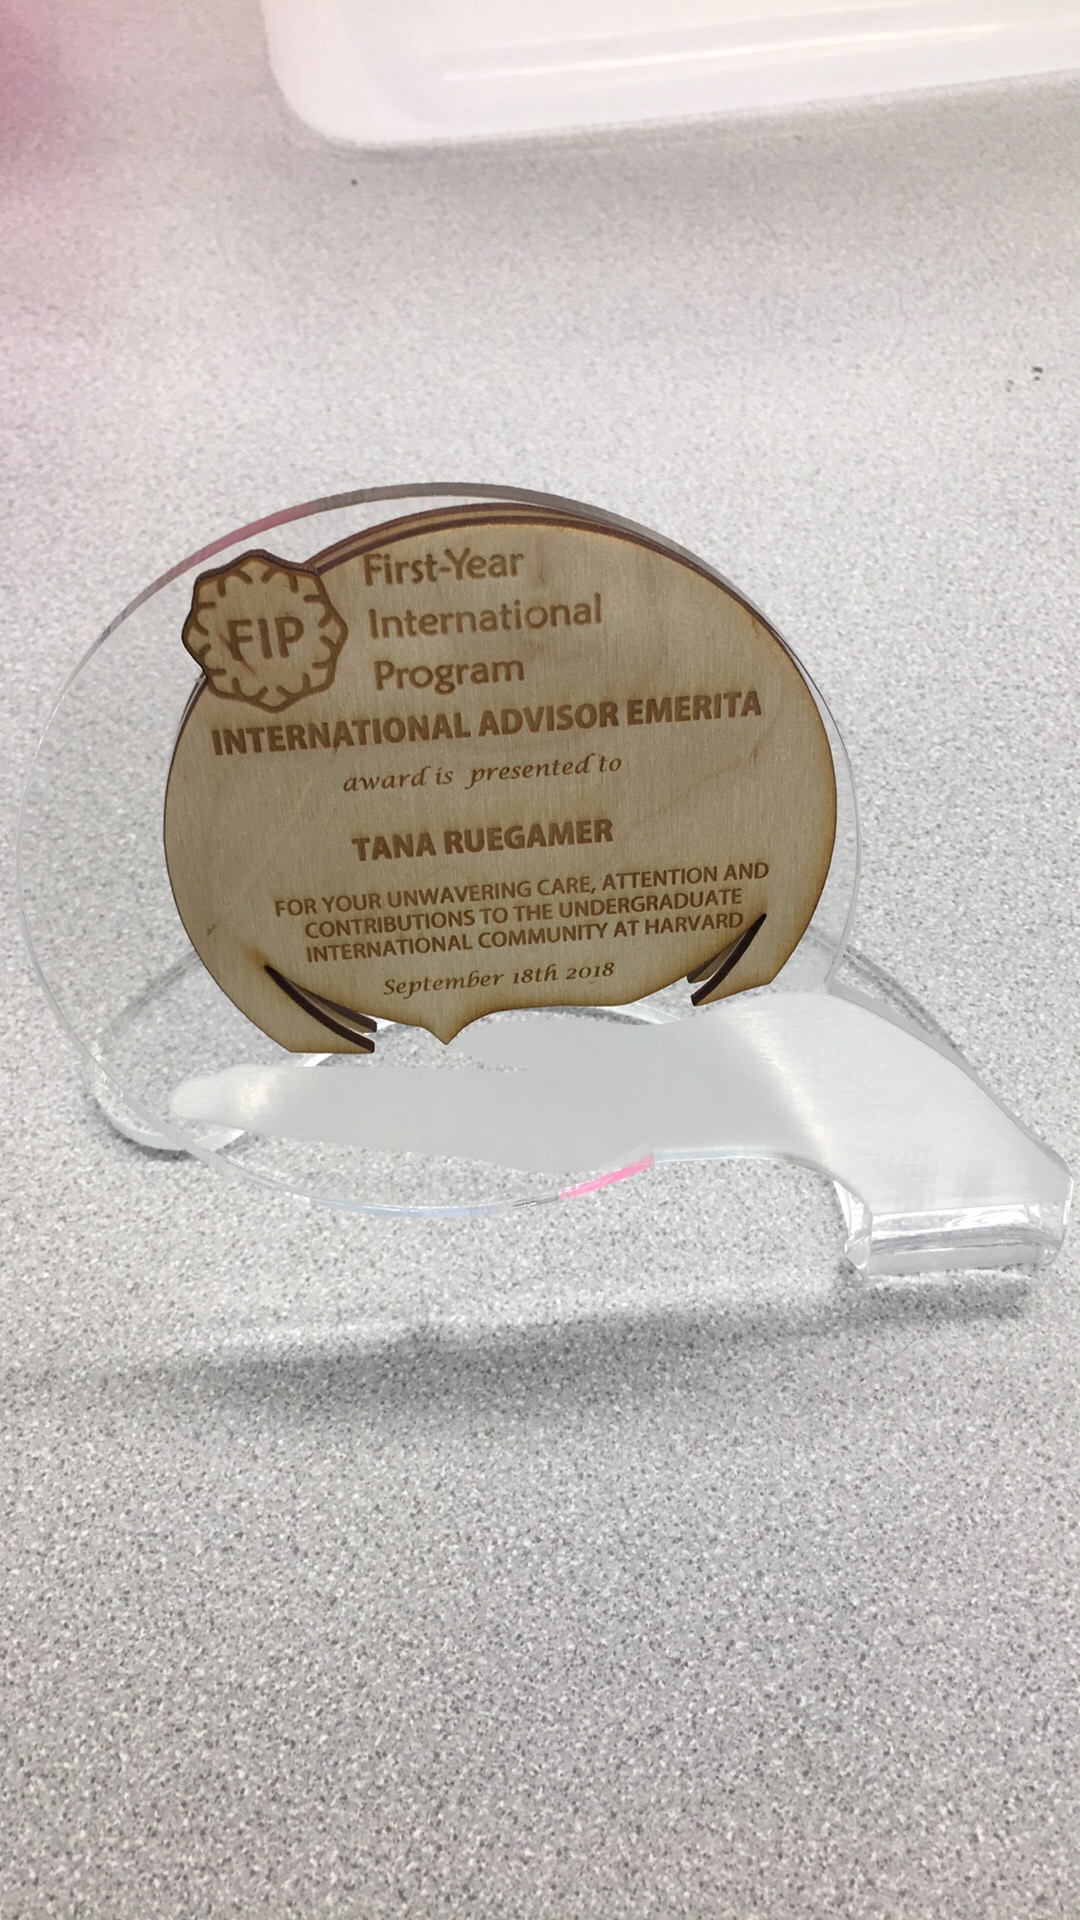 FIP
First-Year
International
Program
INTERNATIONAL ADVISOR EMERITA
award is presented to
TANA RUEGAMER
FOR YOUR UNWAVERING CARE, ATTENTION AND
CONTRIBUTIONS TO THE UNDERGRADUATE
INTERNATIONAL COMMUNITY AT HARVARD
September 18th 2018